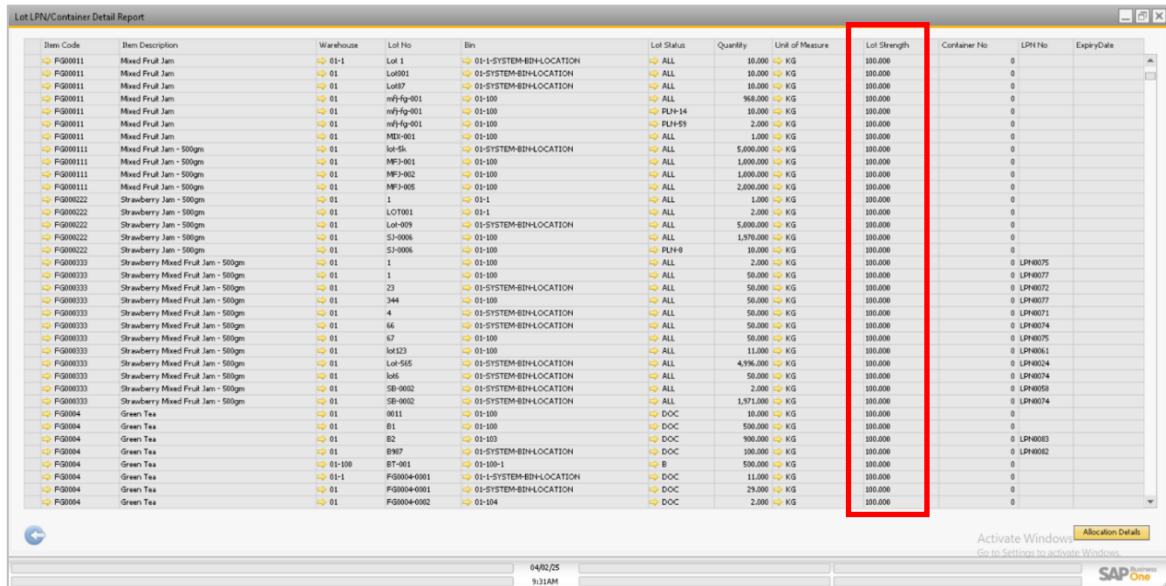 Lot LPN/Container Detail Report
Item Code Item Description Warehouse Lot No Bin Lot Status Quantity Unit of Measure Lot Strength Container No LPN No ExpiryDate
FG00011 Mixed Fruit Jam 01-1 Lot 1 01-1-SYSTEM-BIN-LOCATION ALL 10.000 KG 100.000 0
FG00011 Mixed Fruit Jam 01 Lot001 01-SYSTEM-BIN-LOCATION ALL 10.000 KG 100.000 0
FG00011 Mixed Fruit Jam 01 Lot87 01-SYSTEM-BIN-LOCATION ALL 10.000 KG 100.000 0
FG00011 Mixed Fruit Jam 01 mfj-fg-001 01-100 ALL 968.000 KG 100.000 0
FG00011 Mixed Fruit Jam 01 mfj-fg-001 01-100 PLN-14 10.000 KG 100.000 0
FG00011 Mixed Fruit Jam 01 mfj-fg-001 01-100 PLN-59 2.000 KG 100.000 0
FG00011 Mixed Fruit Jam 01 MIX-001 01-100 ALL 1.000 KG 100.000 0
FG000111 Mixed Fruit Jam - 500gm 01 lot-5k 01-SYSTEM-BIN-LOCATION ALL 5,000.000 KG 100.000 0
FG000111 Mixed Fruit Jam - 500gm 01 MFJ-001 01-100 ALL 1,000.000 KG 100.000 0
FG000111 Mixed Fruit Jam - 500gm 01 MFJ-002 01-100 ALL 1,000.000 KG 100.000 0
FG000111 Mixed Fruit Jam - 500gm 01 MFJ-005 01-100 ALL 2,000.000 KG 100.000 0
FG000222 Strawberry Jam - 500gm 01 1 01-1 ALL 1.000 KG 100.000 0
FG000222 Strawberry Jam - 500gm 01 LOT001 01-1 ALL 2.000 KG 100.000 0
FG000222 Strawberry Jam - 500gm 01 Lot-009 01-SYSTEM-BIN-LOCATION ALL 5,000.000 KG 100.000 0
FG000222 Strawberry Jam - 500gm 01 SJ-0006 01-100 ALL 1,970.000 KG 100.000 0
FG000222 Strawberry Jam - 500gm 01 SJ-0006 01-100 PLN-8 10.000 KG 100.000 0
FG000333 Strawberry Mixed Fruit Jam - 500gm 01 1 01-100 ALL 2.000 KG 100.000 0 LPN0075
FG000333 Strawberry Mixed Fruit Jam - 500gm 01 1 01-100 ALL 50.000 KG 100.000 0 LPN0077
FG000333 Strawberry Mixed Fruit Jam - 500gm 01 23 01-SYSTEM-BIN-LOCATION ALL 50.000 KG 100.000 0 LPN0072
FG000333 Strawberry Mixed Fruit Jam - 500gm 01 344 01-100 ALL 50.000 KG 100.000 0 LPN0077
FG000333 Strawberry Mixed Fruit Jam - 500gm 01 4 01-SYSTEM-BIN-LOCATION ALL 50.000 KG 100.000 0 LPN0071
FG000333 Strawberry Mixed Fruit Jam - 500gm 01 66 01-SYSTEM-BIN-LOCATION ALL 50.000 KG 100.000 0 LPN0074
FG000333 Strawberry Mixed Fruit Jam - 500gm 01 67 01-100 ALL 50.000 KG 100.000 0 LPN0075
FG000333 Strawberry Mixed Fruit Jam - 500gm 01 lot123 01-100 ALL 11.000 KG 100.000 0 LPN0061
FG000333 Strawberry Mixed Fruit Jam - 500gm 01 Lot-565 01-SYSTEM-BIN-LOCATION ALL 4,996.000 KG 100.000 0 LPN0024
FG000333 Strawberry Mixed Fruit Jam - 500gm 01 lot6 01-SYSTEM-BIN-LOCATION ALL 50.000 KG 100.000 0 LPN0074
FG000333 Strawberry Mixed Fruit Jam - 500gm 01 SB-0002 01-SYSTEM-BIN-LOCATION ALL 2.000 KG 100.000 0 LPN0058
FG000333 Strawberry Mixed Fruit Jam - 500gm 01 SB-0002 01-SYSTEM-BIN-LOCATION ALL 1,971.000 KG 100.000 0 LPN0074
FG0004 Green Tea 01 0011 01-100 DOC 10.000 KG 100.000 0
FG0004 Green Tea 01 B1 01-100 DOC 500.000 KG 100.000 0
FG0004 Green Tea 01 B2 01-103 DOC 900.000 KG 100.000 0 LPN0083
FG0004 Green Tea 01 B987 01-SYSTEM-BIN-LOCATION DOC 100.000 KG 100.000 0 LPN0082
FG0004 Green Tea 01-100 BT-001 01-100-1 B 500.000 KG 100.000 0
FG0004 Green Tea 01-1 FG0004-0001 01-1-SYSTEM-BIN-LOCATION DOC 11.000 KG 100.000 0
FG0004 Green Tea 01 FG0004-0001 01-SYSTEM-BIN-LOCATION DOC 29.000 KG 100.000 0
FG0004 Green Tea 01 FG0004-0002 01-104 DOC 2.000 KG 100.000 0
Allocation Details
Activate Windows
Go to Settings to activate Windows.
04/02/25
9:31AM
SAP Business One